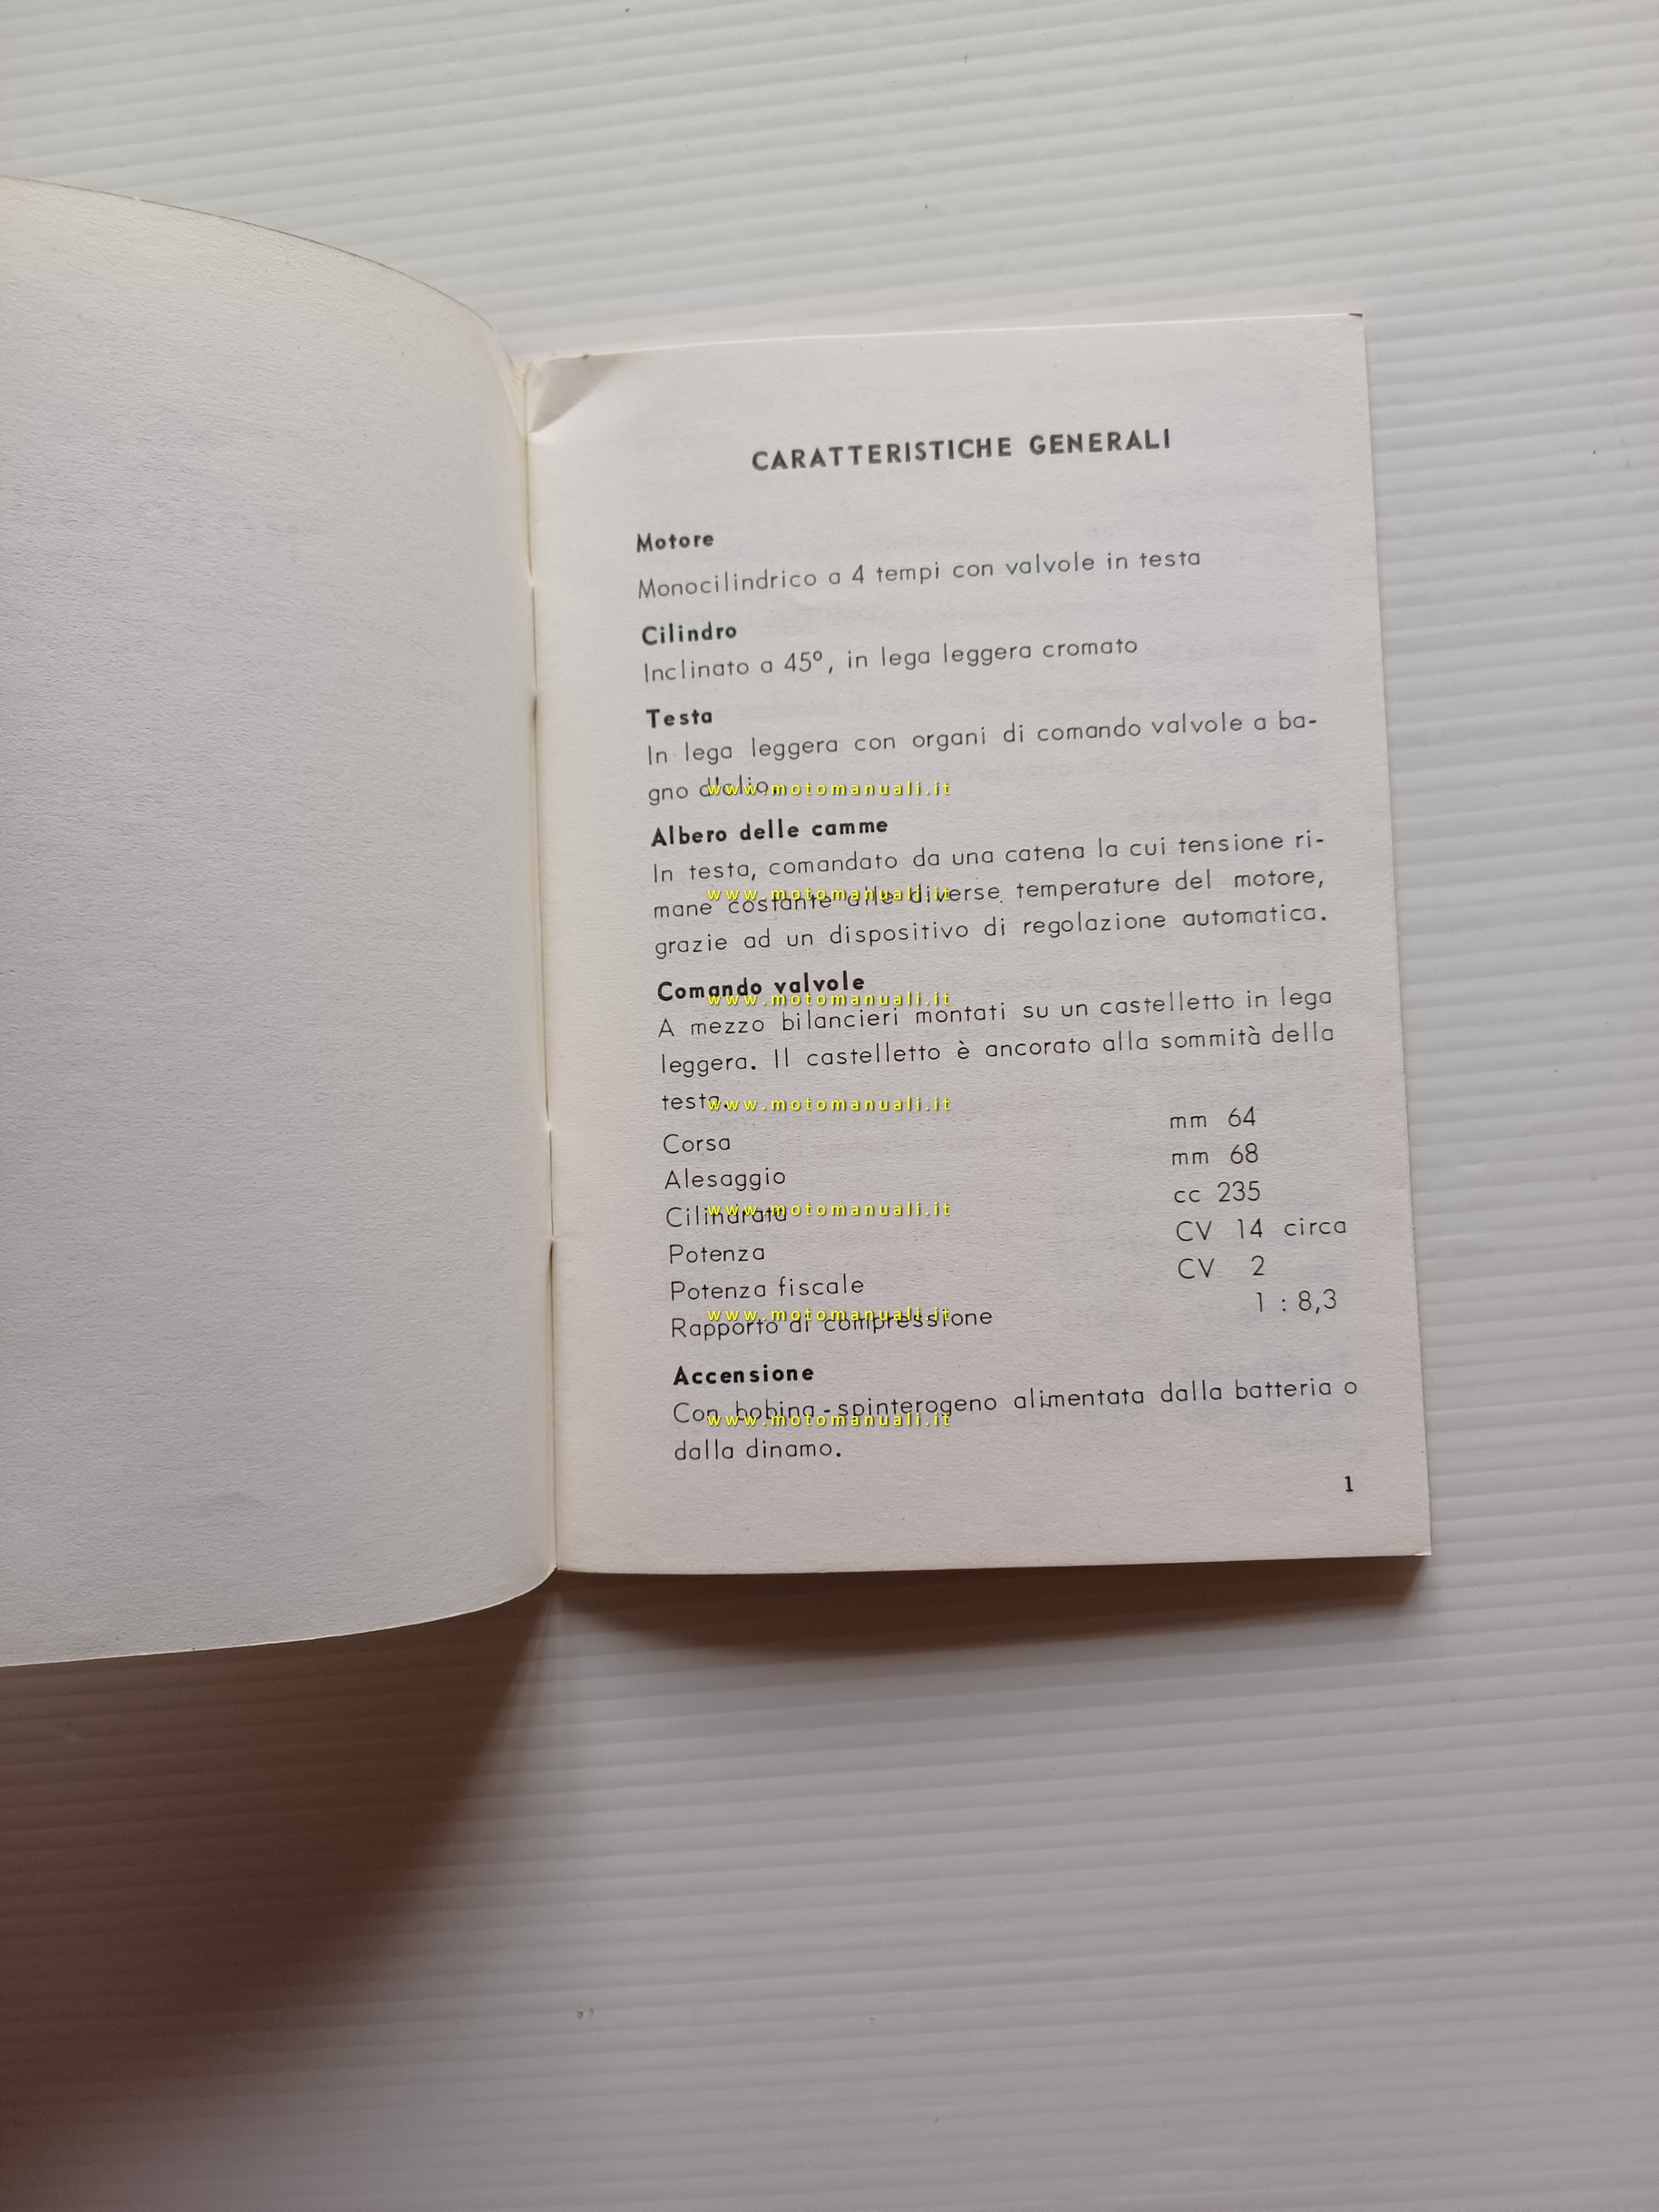 CARATTERISTICHE GENERALI
Motore
Monocilindrico a 4 tempi con valvole in testa
Cilindro
Inclinato a 45º, in lega leggera cromato
Testa
In lega leggera con organi di comando valvole a ba-
gno d'olio.
www.motomanuali.it
Albero delle camme
In testa, comandato da una catena la cui tensione ri-
mane costante alle diverse temperature del motore,
www.motomanuali.it
grazie ad un dispositivo di regolazione automatica.
Comando valvole
www.motomanuali.it
A mezzo bilancieri montati su un castelletto in lega
leggera. Il castelletto è ancorato alla sommità della
testa.
www.motomanuali.it
Corsa mm 64
Alesaggio mm 68
Cilindrata cc 235
www.motomanuali.it
Potenza CV 14 circa
Potenza fiscale CV 2
Rapporto di compressione 1 : 8,3
www.motomanuali.it
Accensione
Con bobina - spinterogeno alimentata dalla batteria o
www.motomanuali.it
dalla dinamo.
1